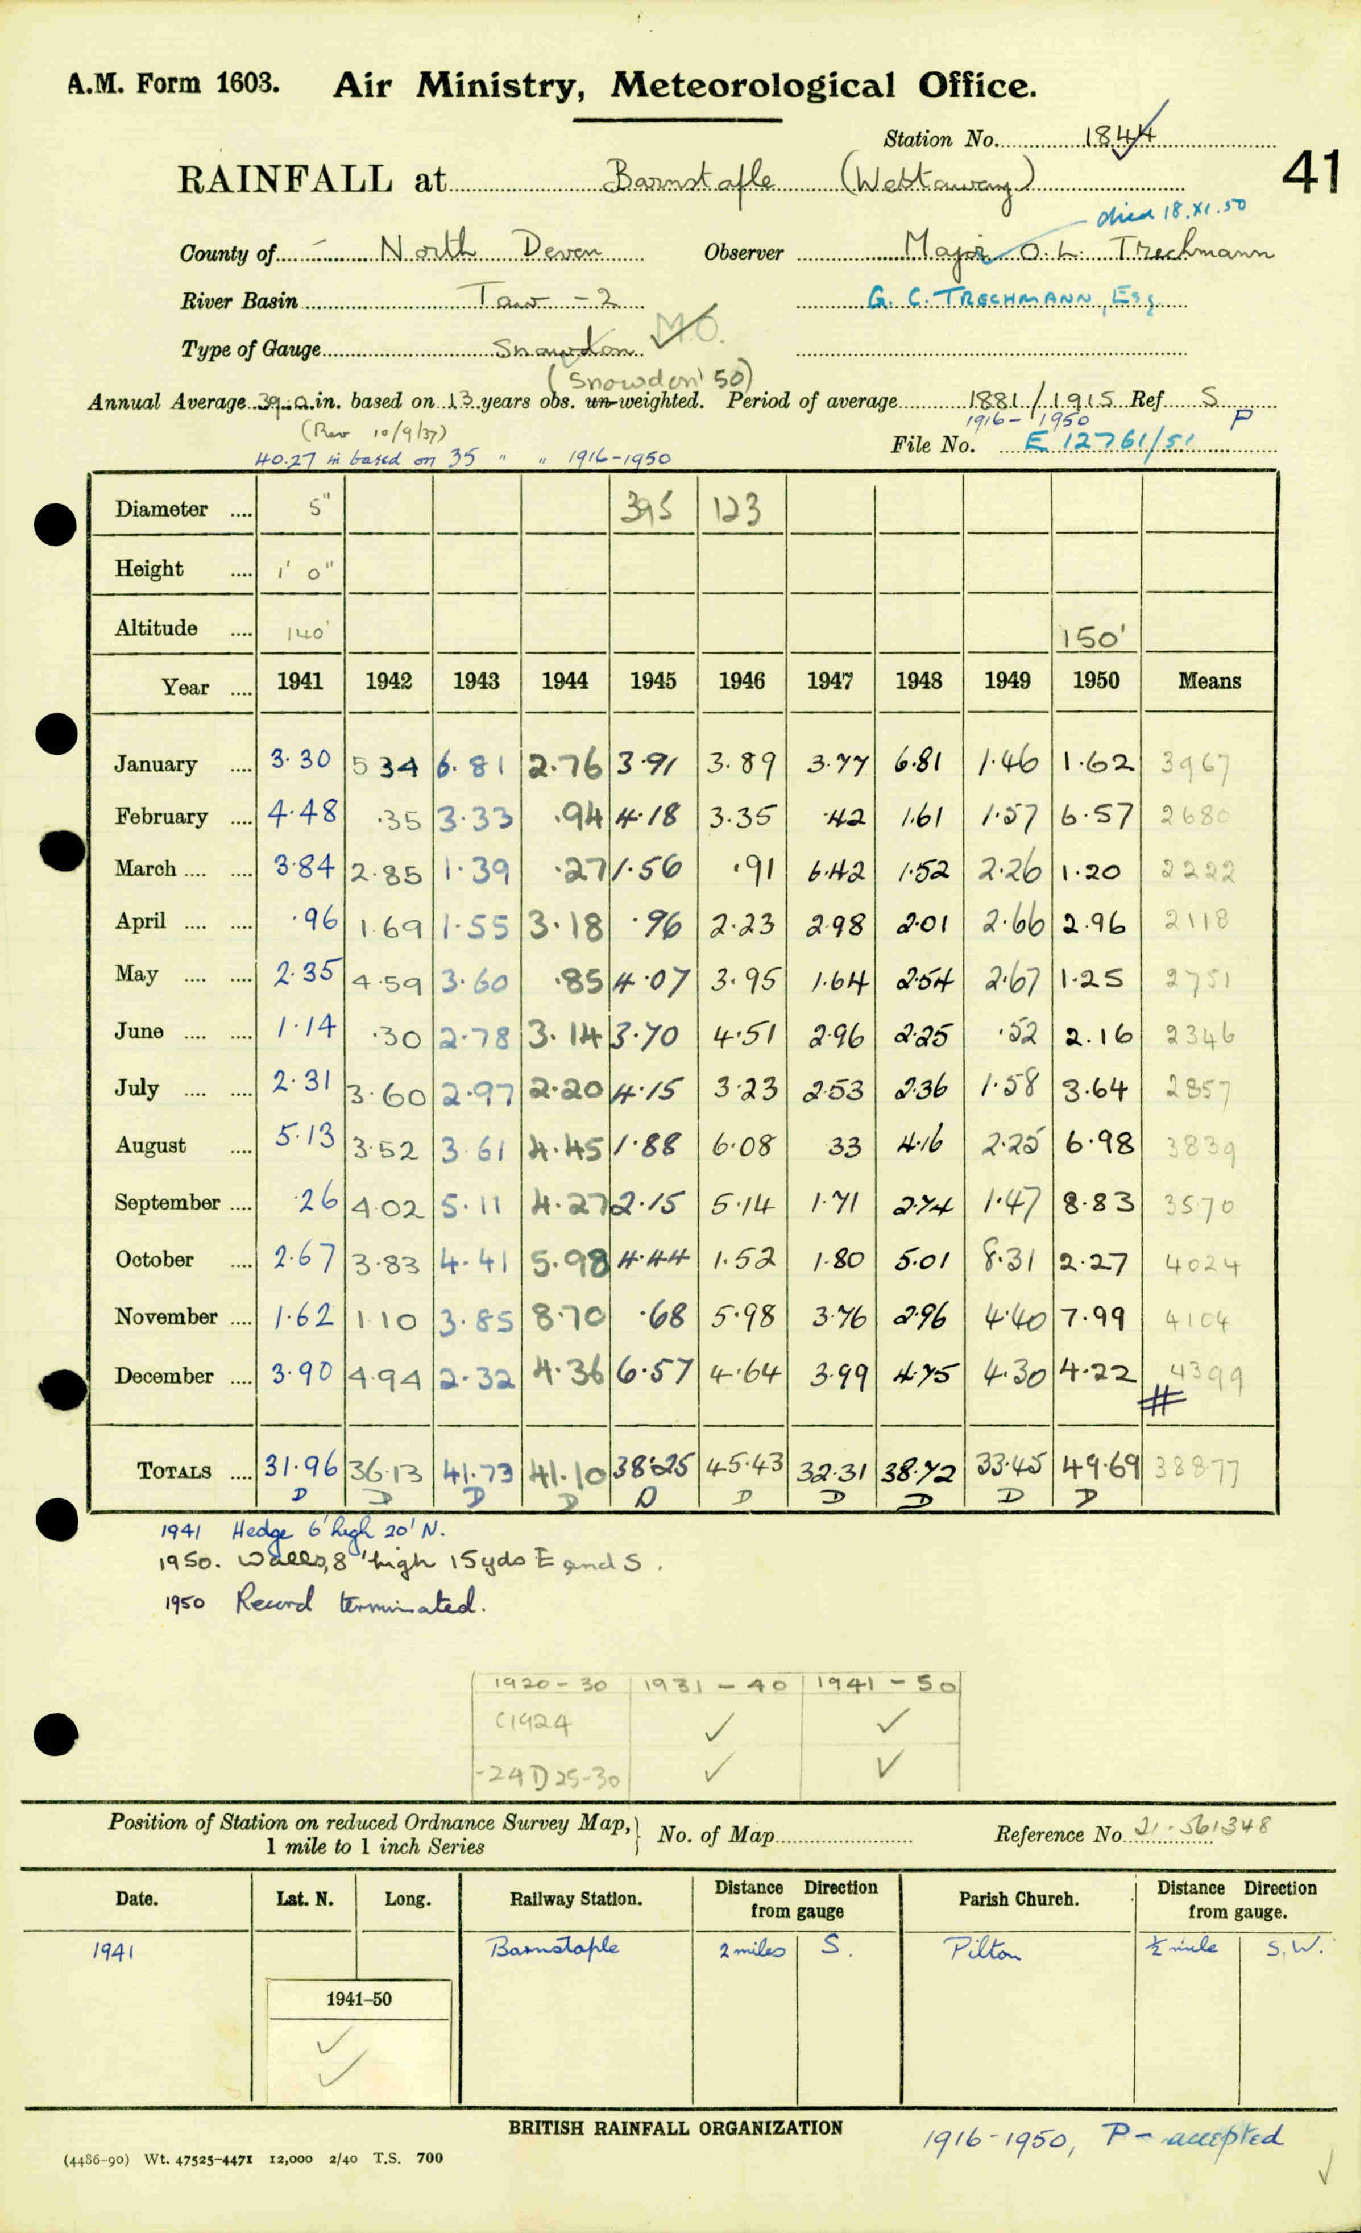 A.M. Form 1603. Air Ministry, Meteorological Office.
Station No. 1844
41
RAINFALL at Barnstaple (Westaway)
died 18.XI.50
County of North Devon Observer Major O. L. Trechmann
River Basin Taw - 2 G. C. TRECHMANN, Esq
M.O.
Type of Gauge Snowdon
(Snowdon '50)
Annual Average 39.0 in. based on 13 years obs. un-weighted. Period of average 1881/1915 Ref S
(Rev 10/9/37) 1916-1950 P
File No. E 12761/51
40.27 in based on 35 " " 1916-1950
Diameter .... 5" 395 123
Height .... 1' 0"
Altitude .... 140' 150'
Year .... 1941 1942 1943 1944 1945 1946 1947 1948 1949 1950 Means
January .... 3.30 5 34 6.81 2.76 3.91 3.89 3.77 6.81 1.46 1.62 3967
February .... 4.48 .35 3.33 .94 4.18 3.35 .42 1.61 1.57 6.57 2680
March .... .... 3.84 2.85 1.39 .27 1.56 .91 6.42 1.52 2.26 1.20 2222
April .... .... .96 1.69 1.55 3.18 .96 2.23 2.98 2.01 2.66 2.96 2118
May .... .... 2.35 4.59 3.60 .85 4.07 3.95 1.64 2.54 2.67 1.25 2751
June .... .... 1.14 .30 2.78 3.14 3.70 4.51 2.96 2.25 .52 2.16 2346
July .... .... 2.31 3.60 2.97 2.20 4.15 3.23 2.53 2.36 1.58 3.64 2857
August .... 5.13 3.52 3.61 4.45 1.88 6.08 33 4.16 2.25 6.98 3839
September .... .26 4.02 5.11 4.27 2.15 5.14 1.71 2.74 1.47 8.83 3570
October .... 2.67 3.83 4.41 5.98 4.44 1.52 1.80 5.01 8.31 2.27 4024
November .... 1.62 1.10 3.85 8.70 .68 5.98 3.76 2.96 4.40 7.99 4104
December .... 3.90 4.94 2.32 4.36 6.57 4.64 3.99 4.75 4.30 4.22 4399
#
TOTALS .... 31.96 36.13 41.73 41.10 38.25 45.43 32.31 38.72 33.45 49.69 38877
D D D D D D D D D D
1941 Hedge 6' high 20' N.
1950. Walls, 8' high 15 yds E and S.
1950 Record terminated.
1920-30 1931-40 1941-50
(1924 ✓ ✓
-24 D 25-30 ✓ ✓
Position of Station on reduced Ordnance Survey Map, 1 mile to 1 inch Series } No. of Map Reference No. 21.561348
Date. Lat. N. Long. Railway Station. Distance from gauge Direction Parish Church. Distance from gauge. Direction
1941 Barnstaple 2 miles S. Pilton ½ mile S.W.
1941-50
✓
✓
BRITISH RAINFALL ORGANIZATION
1916-1950, P - accepted
(4486-90) Wt. 47525-4471 12,000 2/40 T.S. 700
✓